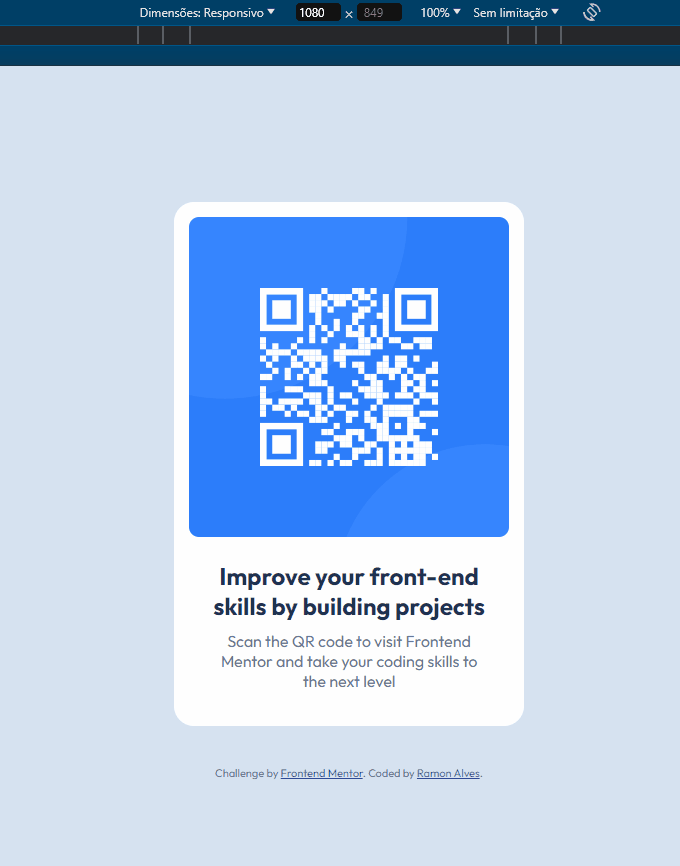 Dimensões: Responsivo 1080 × 849 100% Sem limitação
Improve your front-end
skills by building projects
Scan the QR code to visit Frontend
Mentor and take your coding skills to
the next level
Challenge by Frontend Mentor. Coded by Ramon Alves.